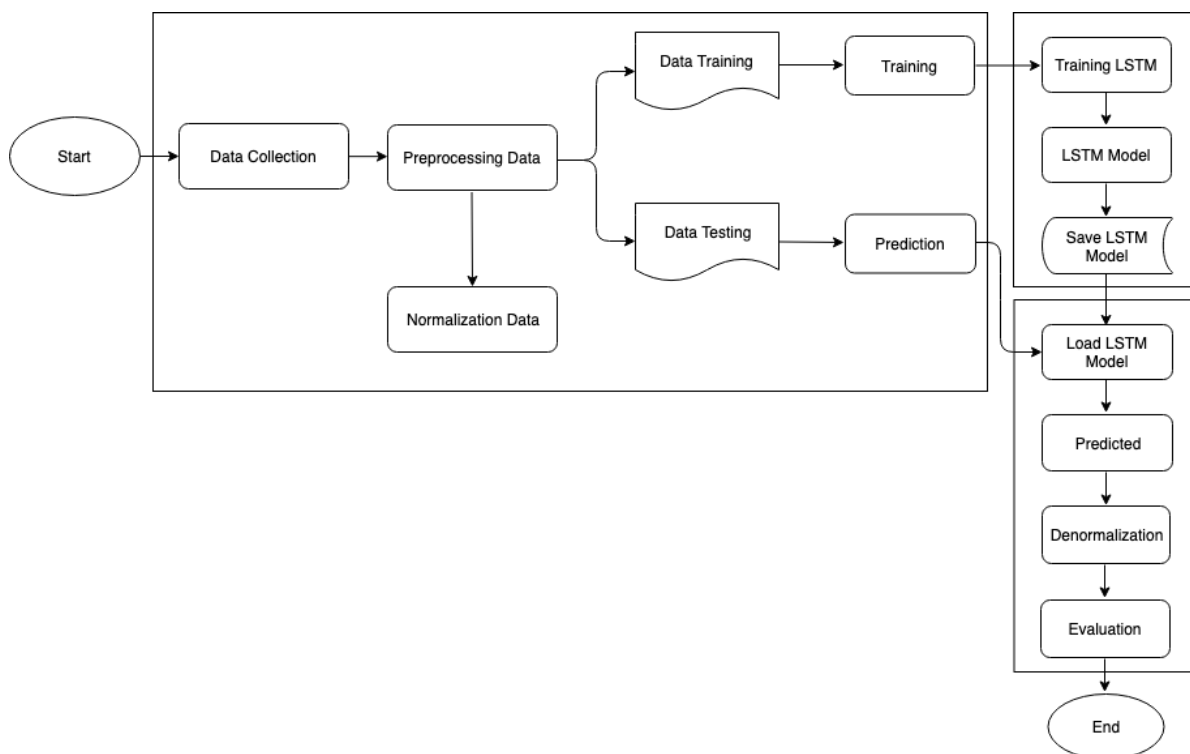 Start
Data Collection
Preprocessing Data
Normalization Data
Data Training
Training
Data Testing
Prediction
Training LSTM
LSTM Model
Save LSTM
Model
Load LSTM
Model
Predicted
Denormalization
Evaluation
End